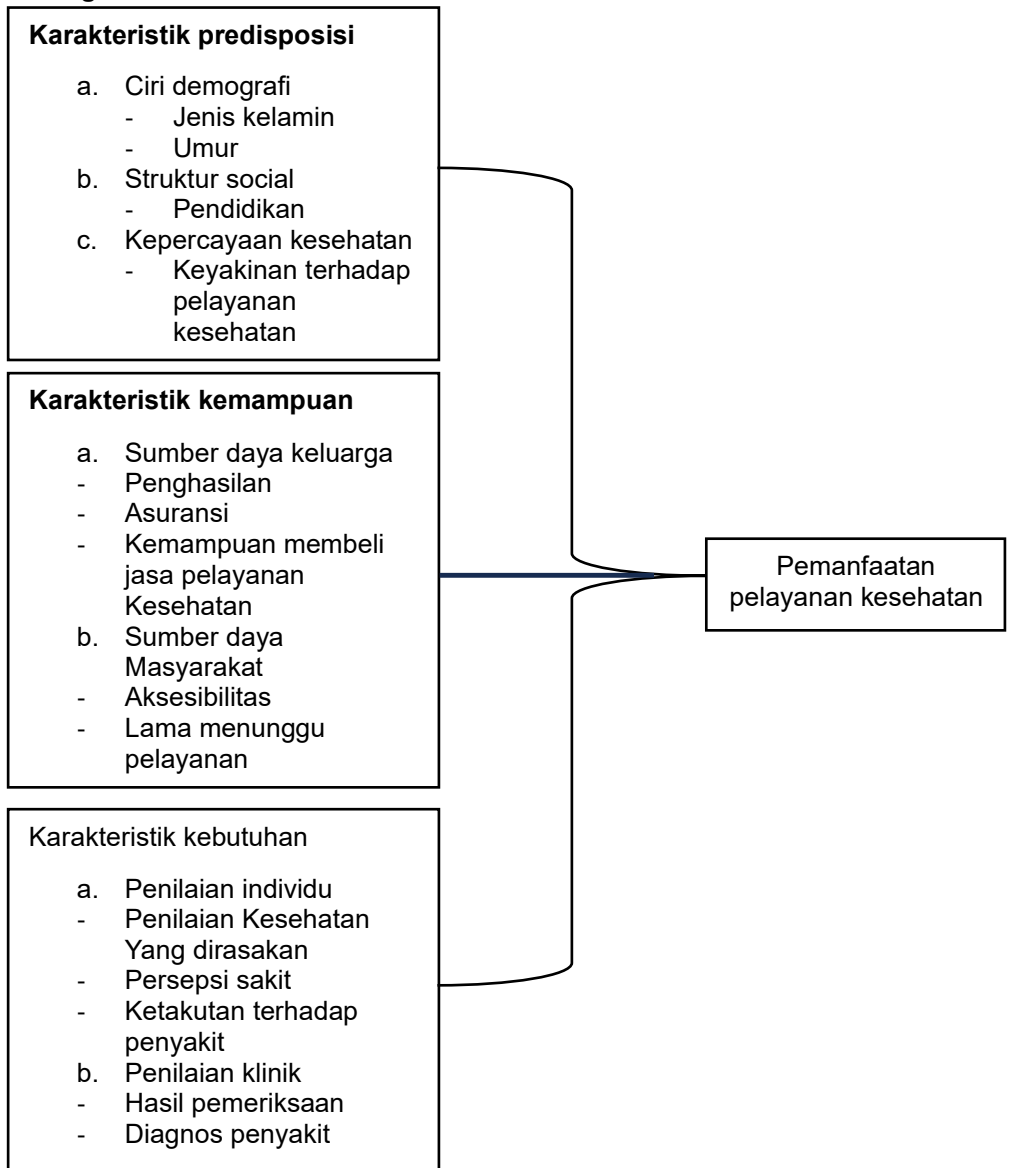 Karakteristik predisposisi
a. Ciri demografi
- Jenis kelamin
- Umur
b. Struktur social
- Pendidikan
c. Kepercayaan kesehatan
- Keyakinan terhadap
pelayanan
kesehatan
Karakteristik kemampuan
a. Sumber daya keluarga
- Penghasilan
- Asuransi
- Kemampuan membeli
jasa pelayanan
Kesehatan
b. Sumber daya
Masyarakat
- Aksesibilitas
- Lama menunggu
pelayanan
Pemanfaatan
pelayanan kesehatan
Karakteristik kebutuhan
a. Penilaian individu
- Penilaian Kesehatan
Yang dirasakan
- Persepsi sakit
- Ketakutan terhadap
penyakit
b. Penilaian klinik
- Hasil pemeriksaan
- Diagnos penyakit